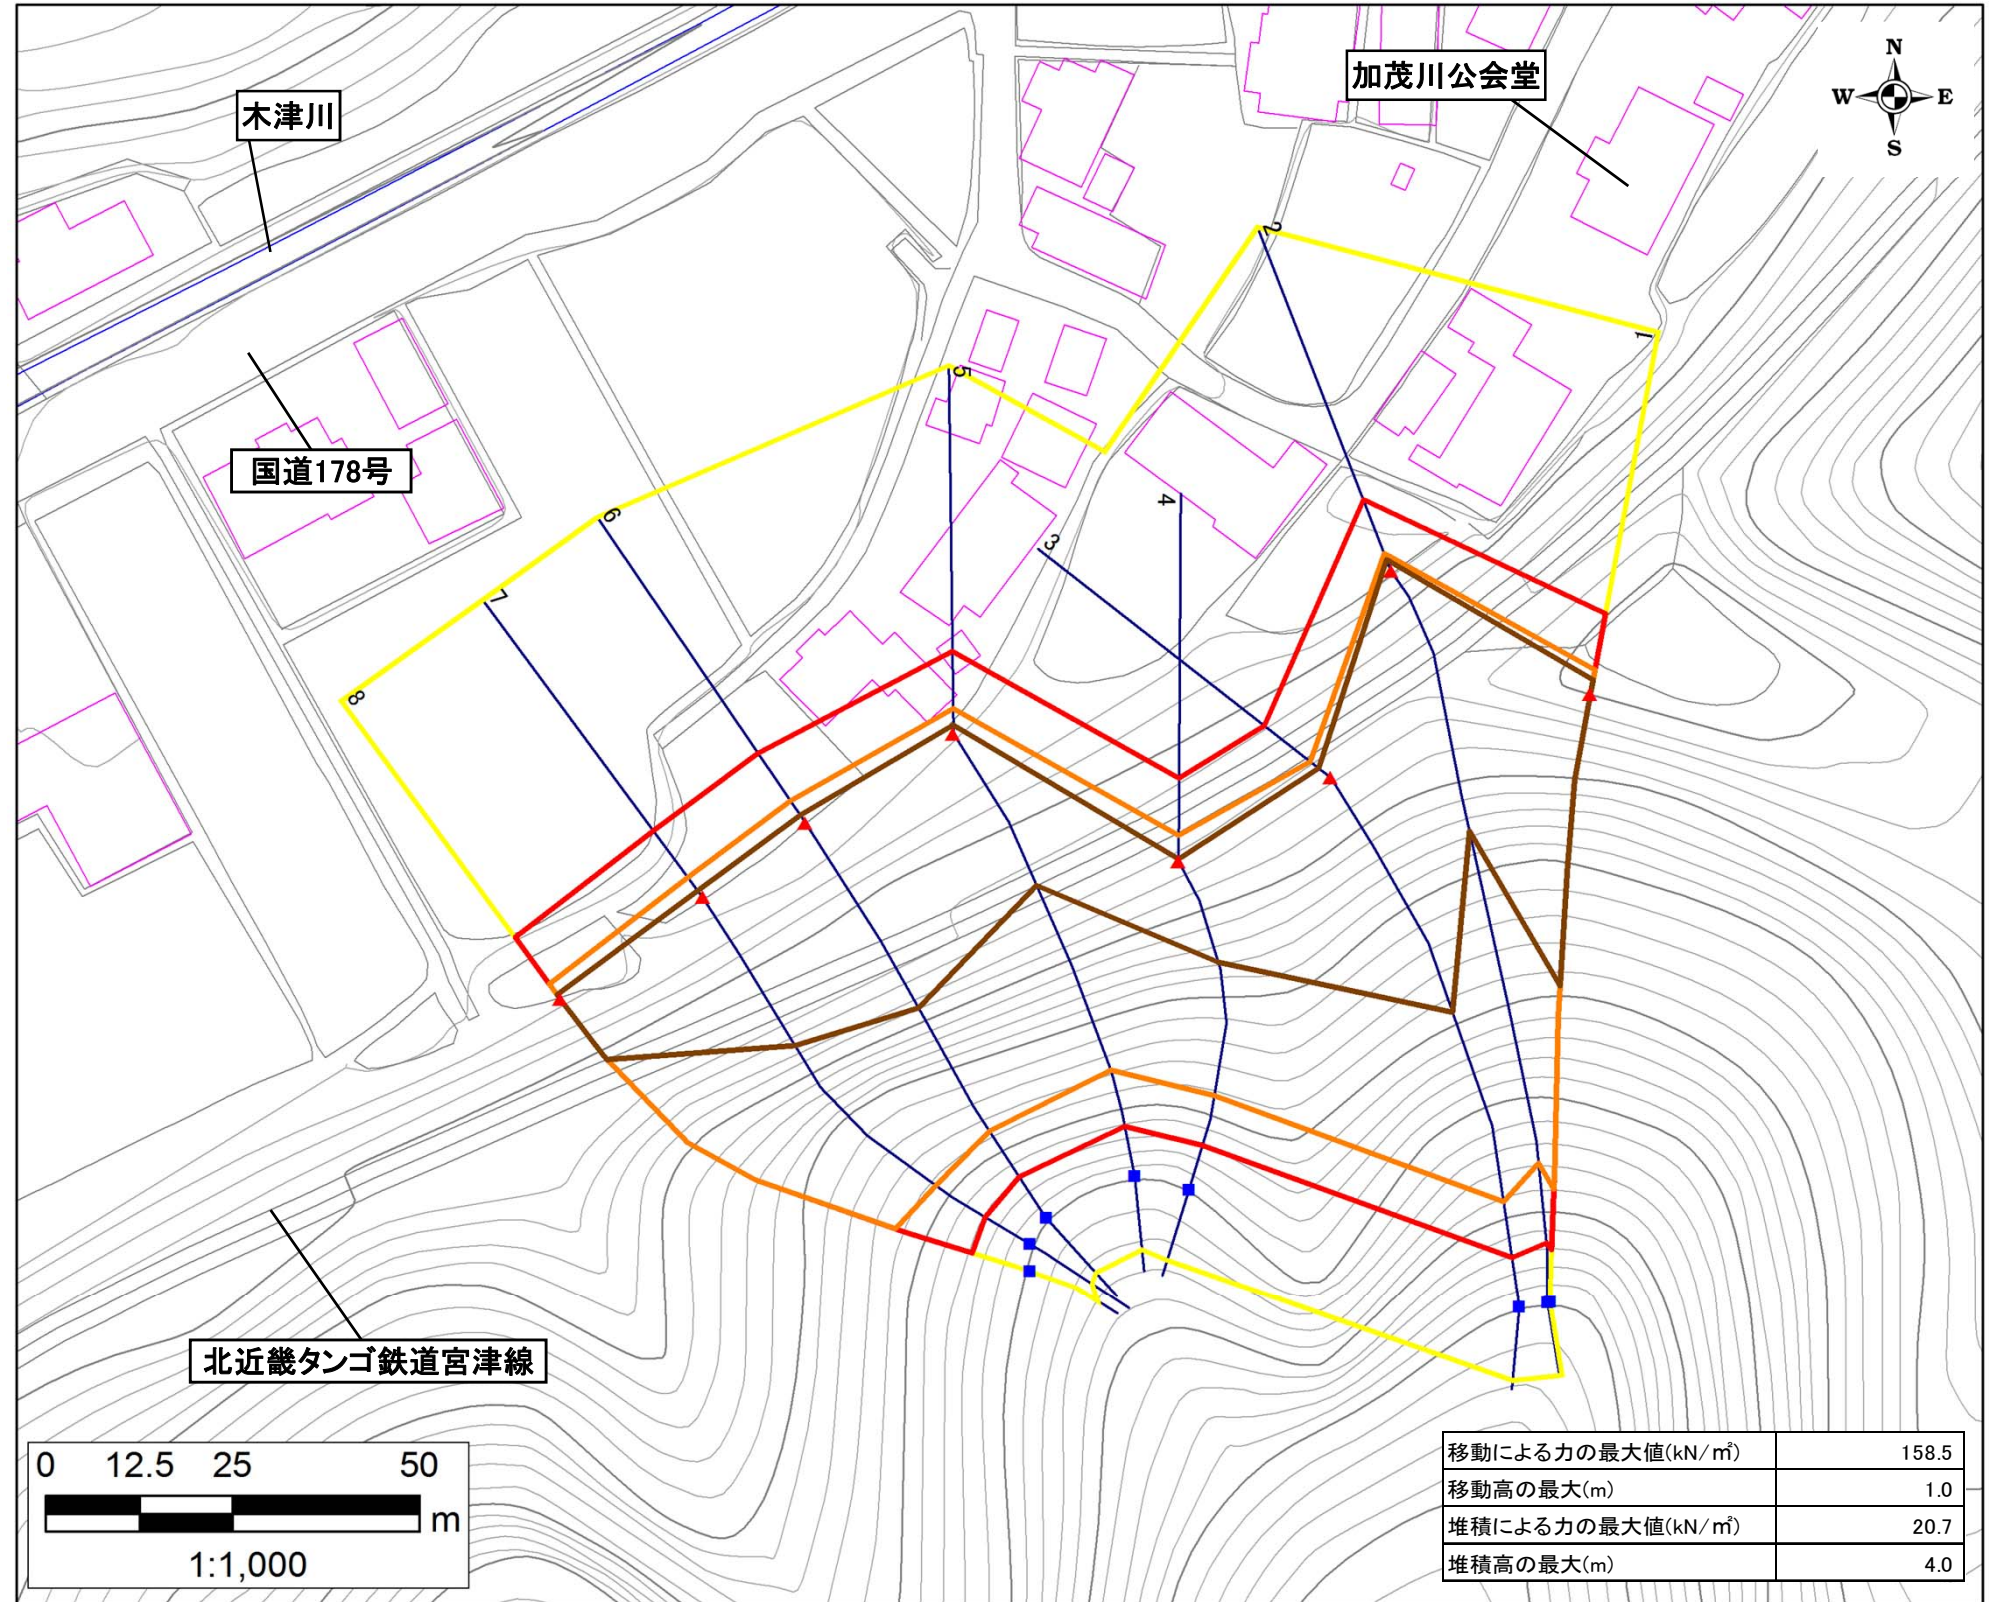 N
W E
S
加茂川公会堂
木津川
2
1
5
国道178号
4
6
3
7
8
北近畿タンゴ鉄道宮津線
0 12.5 25 50
m
1:1,000
移動による力の最大値(kN/㎡) 158.5
移動高の最大(m) 1.0
堆積による力の最大値(kN/㎡) 20.7
堆積高の最大(m) 4.0